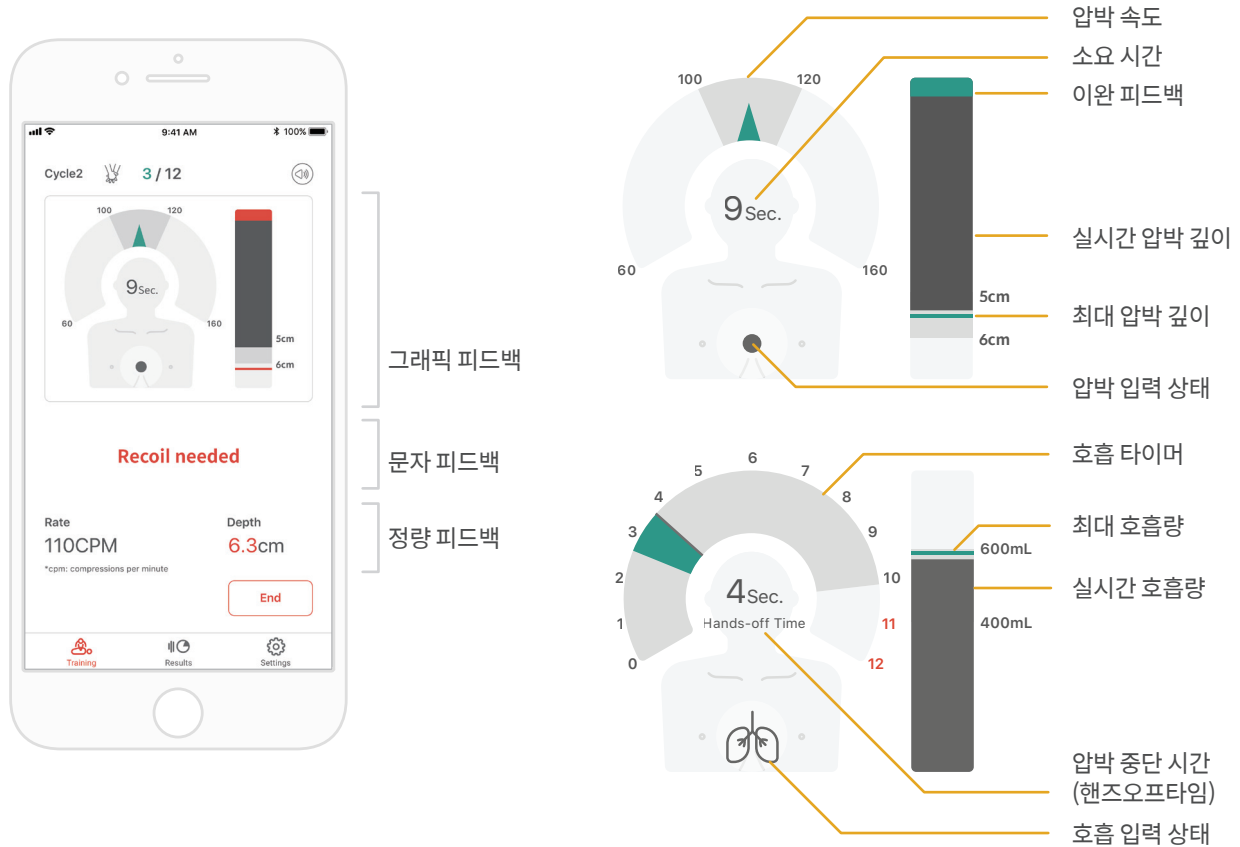 9:41 AM
100%
Cycle2
3 / 12
100
120
9Sec.
60
160
5cm
6cm
Recoil needed
Rate
Depth
110CPM
6.3cm
*cpm: compressions per minute
End
Training
Results
Settings
그래픽 피드백
문자 피드백
정량 피드백
압박 속도
소요 시간
이완 피드백
100
120
9Sec.
60
160
5cm
6cm
실시간 압박 깊이
최대 압박 깊이
압박 입력 상태
호흡 타이머
최대 호흡량
실시간 호흡량
0
1
2
3
4
5
6
7
8
9
10
11
12
4Sec.
Hands-off Time
600mL
400mL
압박 중단 시간
(핸즈오프타임)
호흡 입력 상태